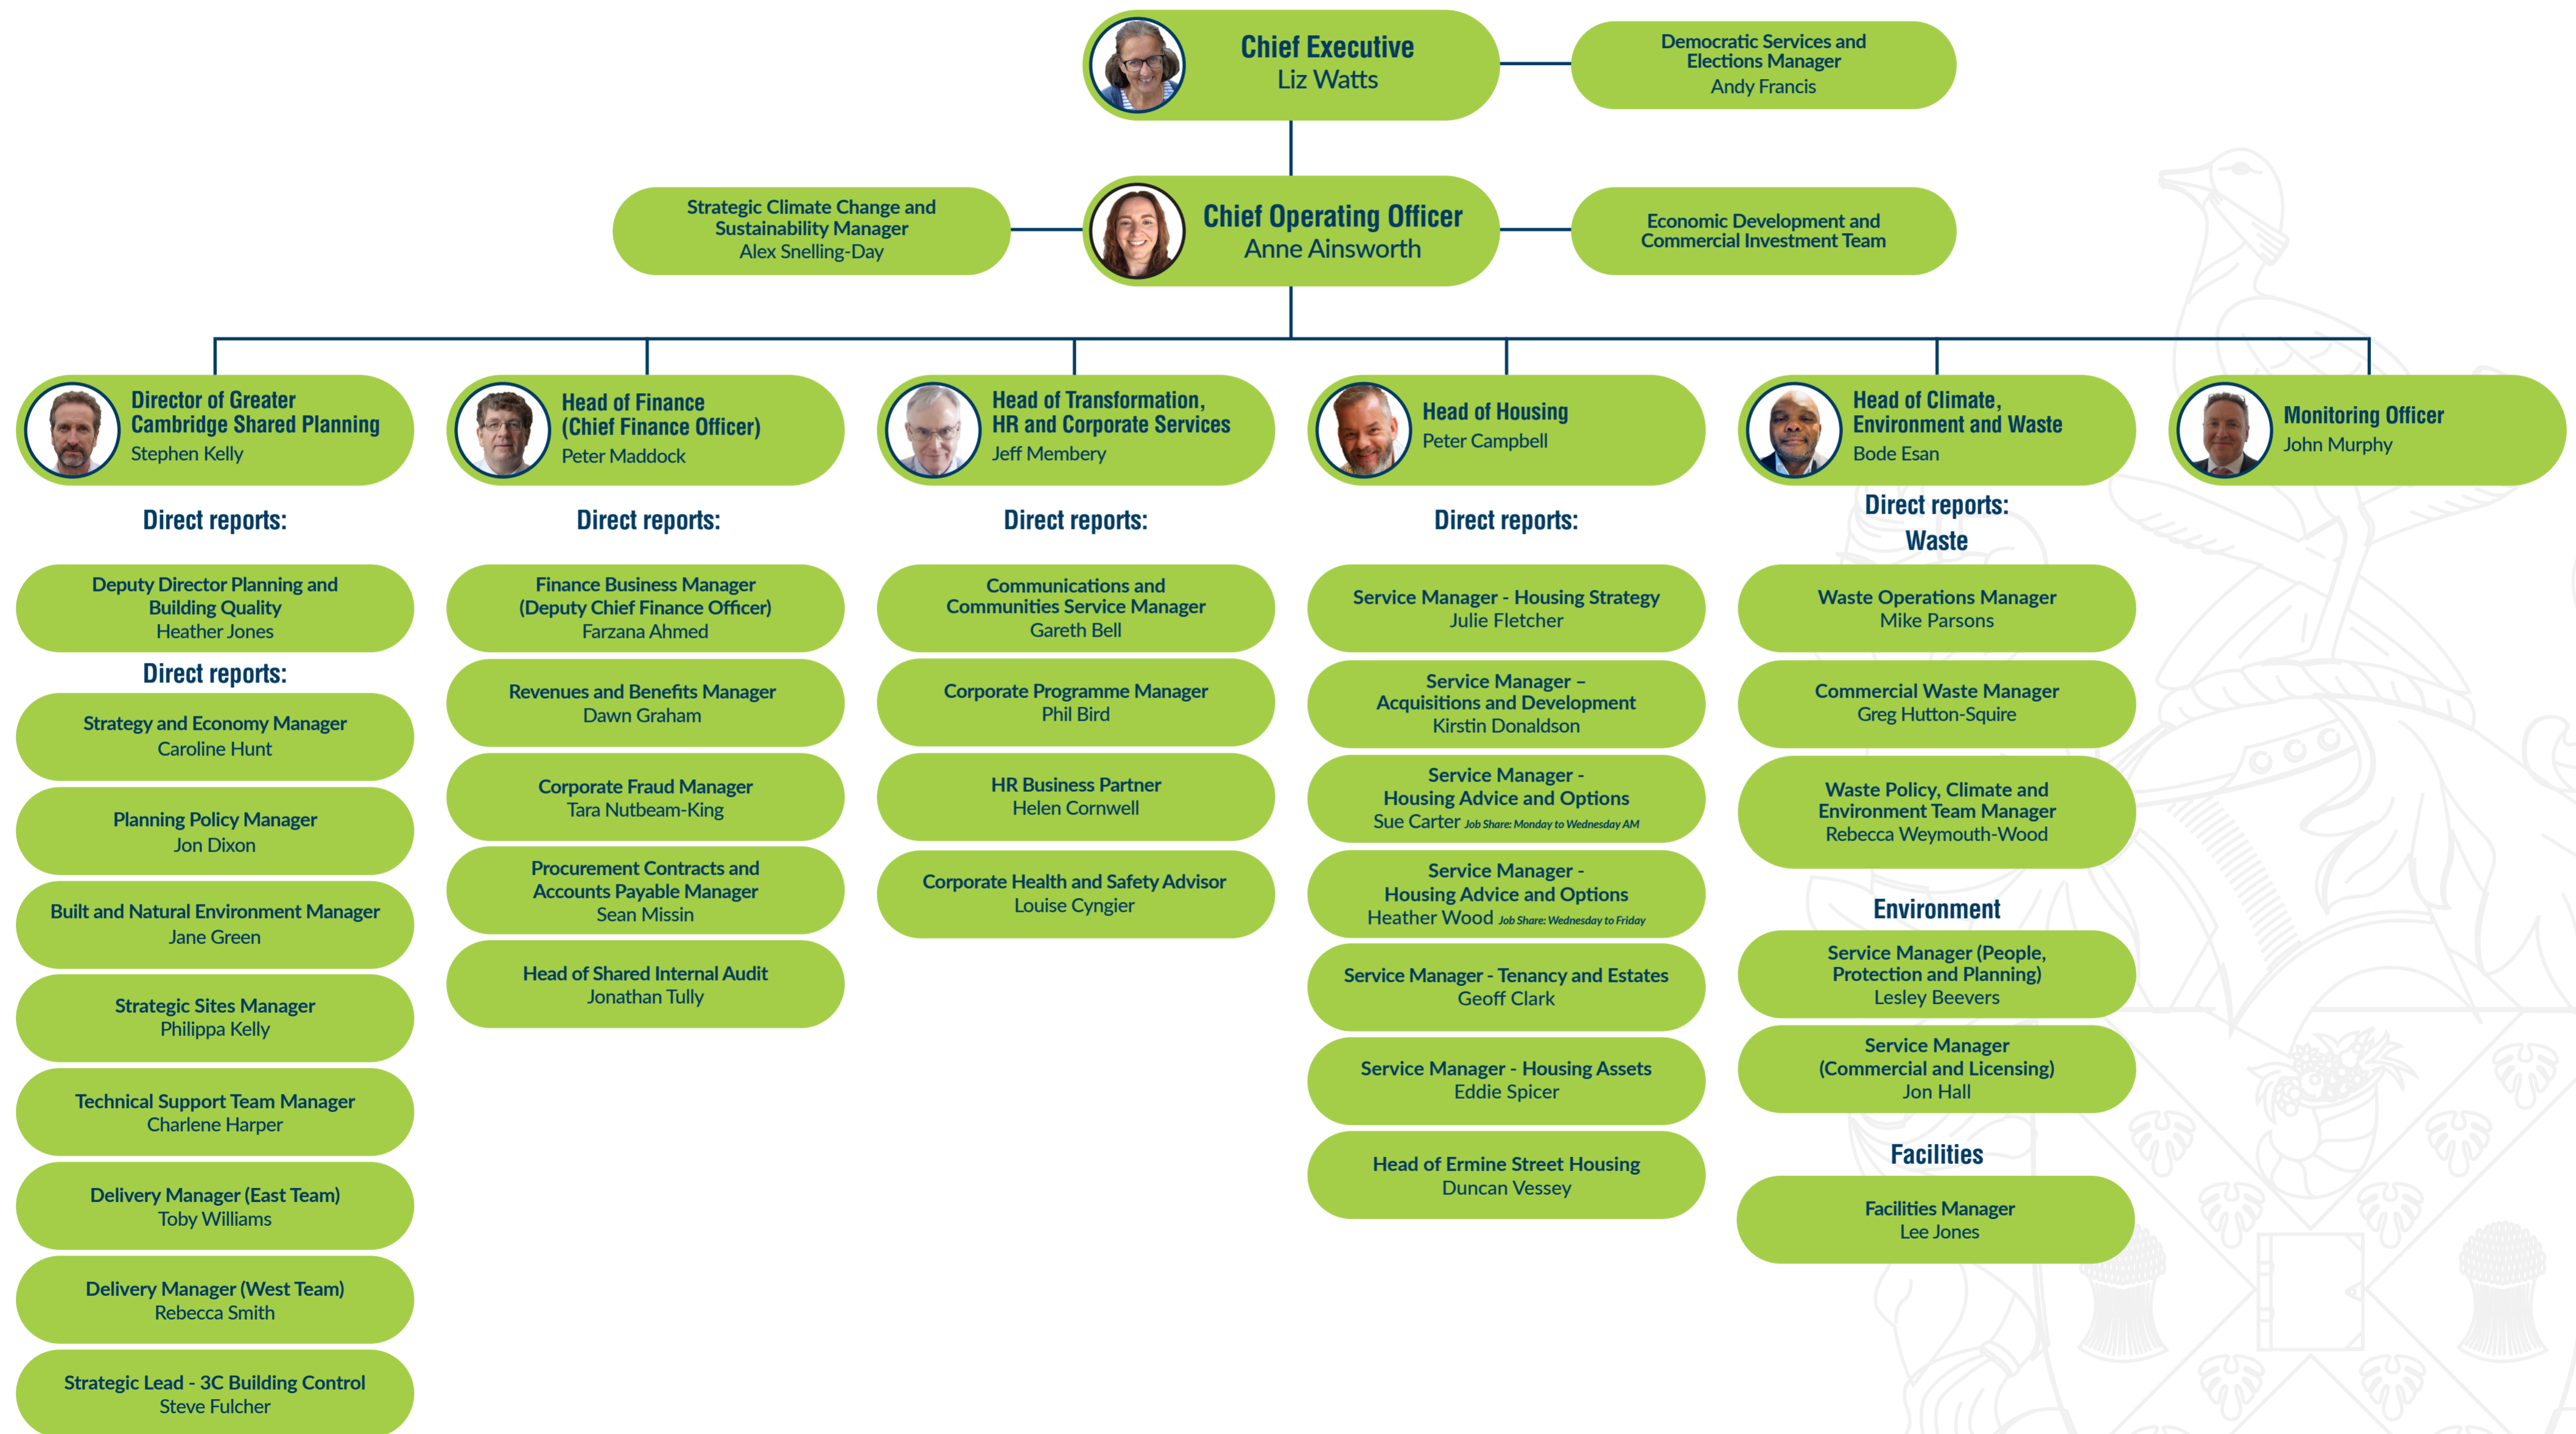 Chief Executive
Liz Watts
Democratic Services and
Elections Manager
Andy Francis
Strategic Climate Change and
Sustainability Manager
Alex Snelling-Day
Chief Operating Officer
Anne Ainsworth
Economic Development and
Commercial Investment Team
Director of Greater
Cambridge Shared Planning
Stephen Kelly
Direct reports:
Deputy Director Planning and
Building Quality
Heather Jones
Direct reports:
Strategy and Economy Manager
Caroline Hunt
Planning Policy Manager
Jon Dixon
Built and Natural Environment Manager
Jane Green
Strategic Sites Manager
Philippa Kelly
Technical Support Team Manager
Charlene Harper
Delivery Manager (East Team)
Toby Williams
Delivery Manager (West Team)
Rebecca Smith
Strategic Lead - 3C Building Control
Steve Fulcher
Head of Finance
(Chief Finance Officer)
Peter Maddock
Direct reports:
Finance Business Manager
(Deputy Chief Finance Officer)
Farzana Ahmed
Revenues and Benefits Manager
Dawn Graham
Corporate Fraud Manager
Tara Nutbeam-King
Procurement Contracts and
Accounts Payable Manager
Sean Missin
Head of Shared Internal Audit
Jonathan Tully
Head of Transformation,
HR and Corporate Services
Jeff Membery
Direct reports:
Communications and
Communities Service Manager
Gareth Bell
Corporate Programme Manager
Phil Bird
HR Business Partner
Helen Cornwell
Corporate Health and Safety Advisor
Louise Cyngier
Head of Housing
Peter Campbell
Direct reports:
Service Manager - Housing Strategy
Julie Fletcher
Service Manager –
Acquisitions and Development
Kirstin Donaldson
Service Manager -
Housing Advice and Options
Sue Carter Job Share: Monday to Wednesday AM
Service Manager -
Housing Advice and Options
Heather Wood Job Share: Wednesday to Friday
Service Manager - Tenancy and Estates
Geoff Clark
Service Manager - Housing Assets
Eddie Spicer
Head of Ermine Street Housing
Duncan Vessey
Head of Climate,
Environment and Waste
Bode Esan
Direct reports:
Waste
Waste Operations Manager
Mike Parsons
Commercial Waste Manager
Greg Hutton-Squire
Waste Policy, Climate and
Environment Team Manager
Rebecca Weymouth-Wood
Environment
Service Manager (People,
Protection and Planning)
Lesley Beevers
Service Manager
(Commercial and Licensing)
Jon Hall
Facilities
Facilities Manager
Lee Jones
Monitoring Officer
John Murphy